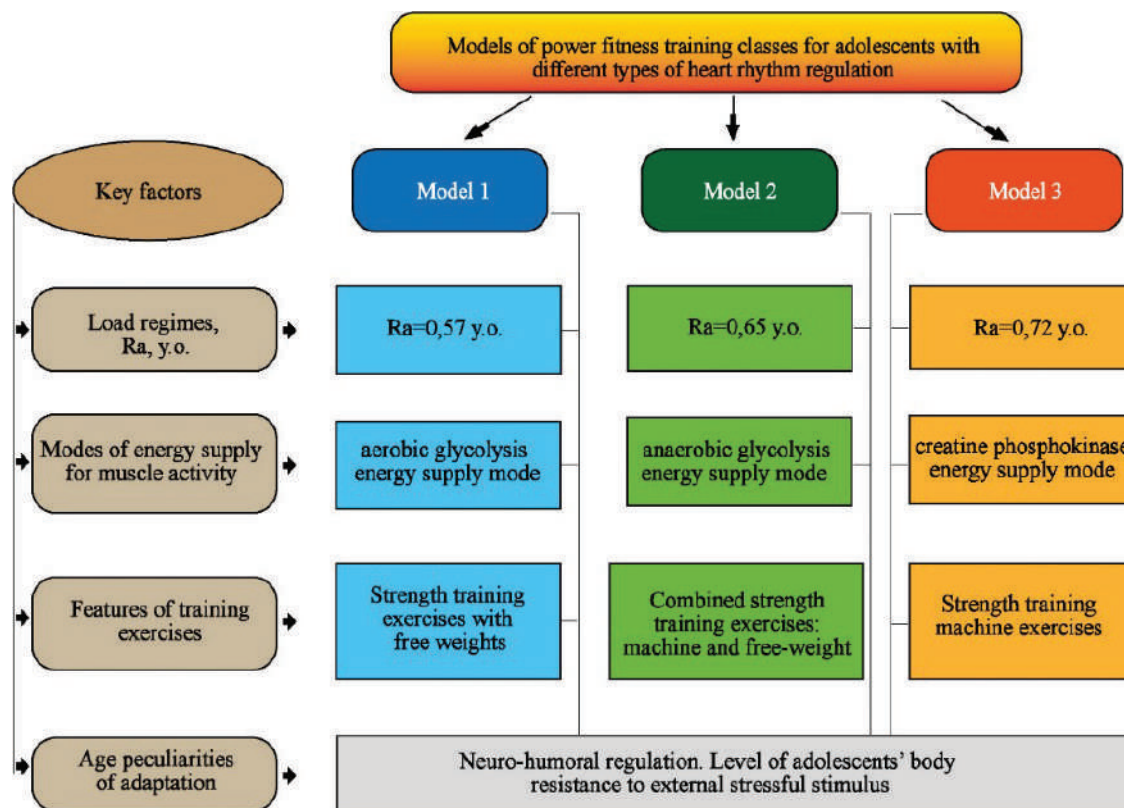 Models of power fitness training classes for adolescents with
different types of heart rhythm regulation
Key factors
Model 1
Model 2
Model 3
Load regimes,
Ra, y.o.
Ra=0,57 y.o.
Ra=0,65 y.o.
Ra=0,72 y.o.
Modes of energy supply
for muscle activity
aerobic glycolysis
energy supply mode
anaerobic glycolysis
energy supply mode
creatine phosphokinase
energy supply mode
Features of training
exercises
Strength training
exercises with
free weights
Combined strength
training exercises:
machine and free-weight
Strength training
machine exercises
Age peculiarities
of adaptation
Neuro-humoral regulation. Level of adolescents’ body
resistance to external stressful stimulus